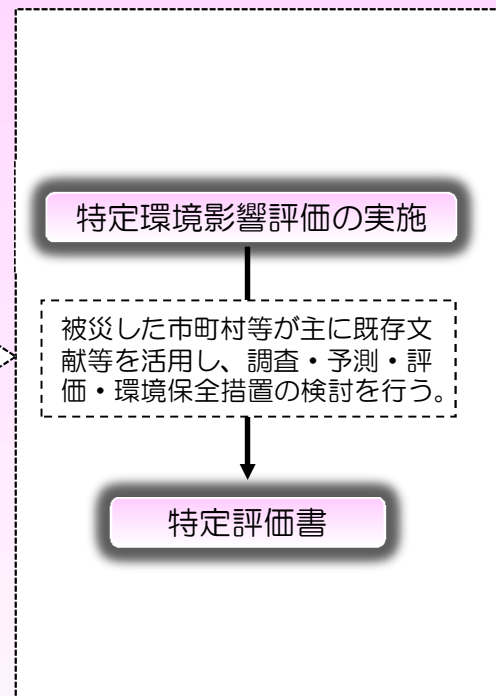 特定環境影響評価の実施
被災した市町村等が主に既存文
献等を活用し、調査・予測・評
価・環境保全措置の検討を行う。
特定評価書